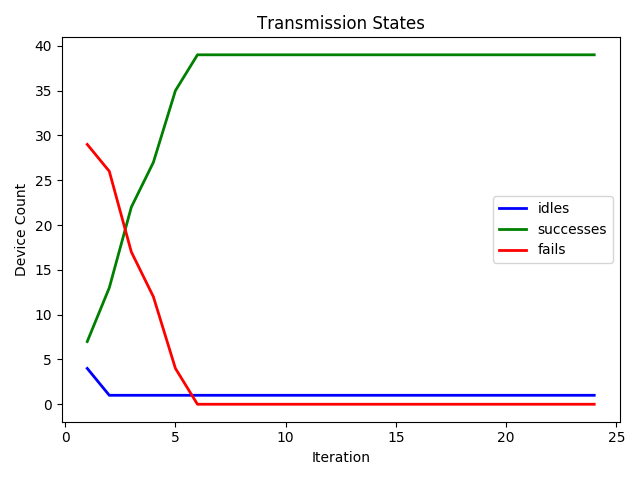 Transmission States
40
35
30
25
20
15
10
5
0
Device Count
idles
successes
fails
0 5 10 15 20 25
Iteration